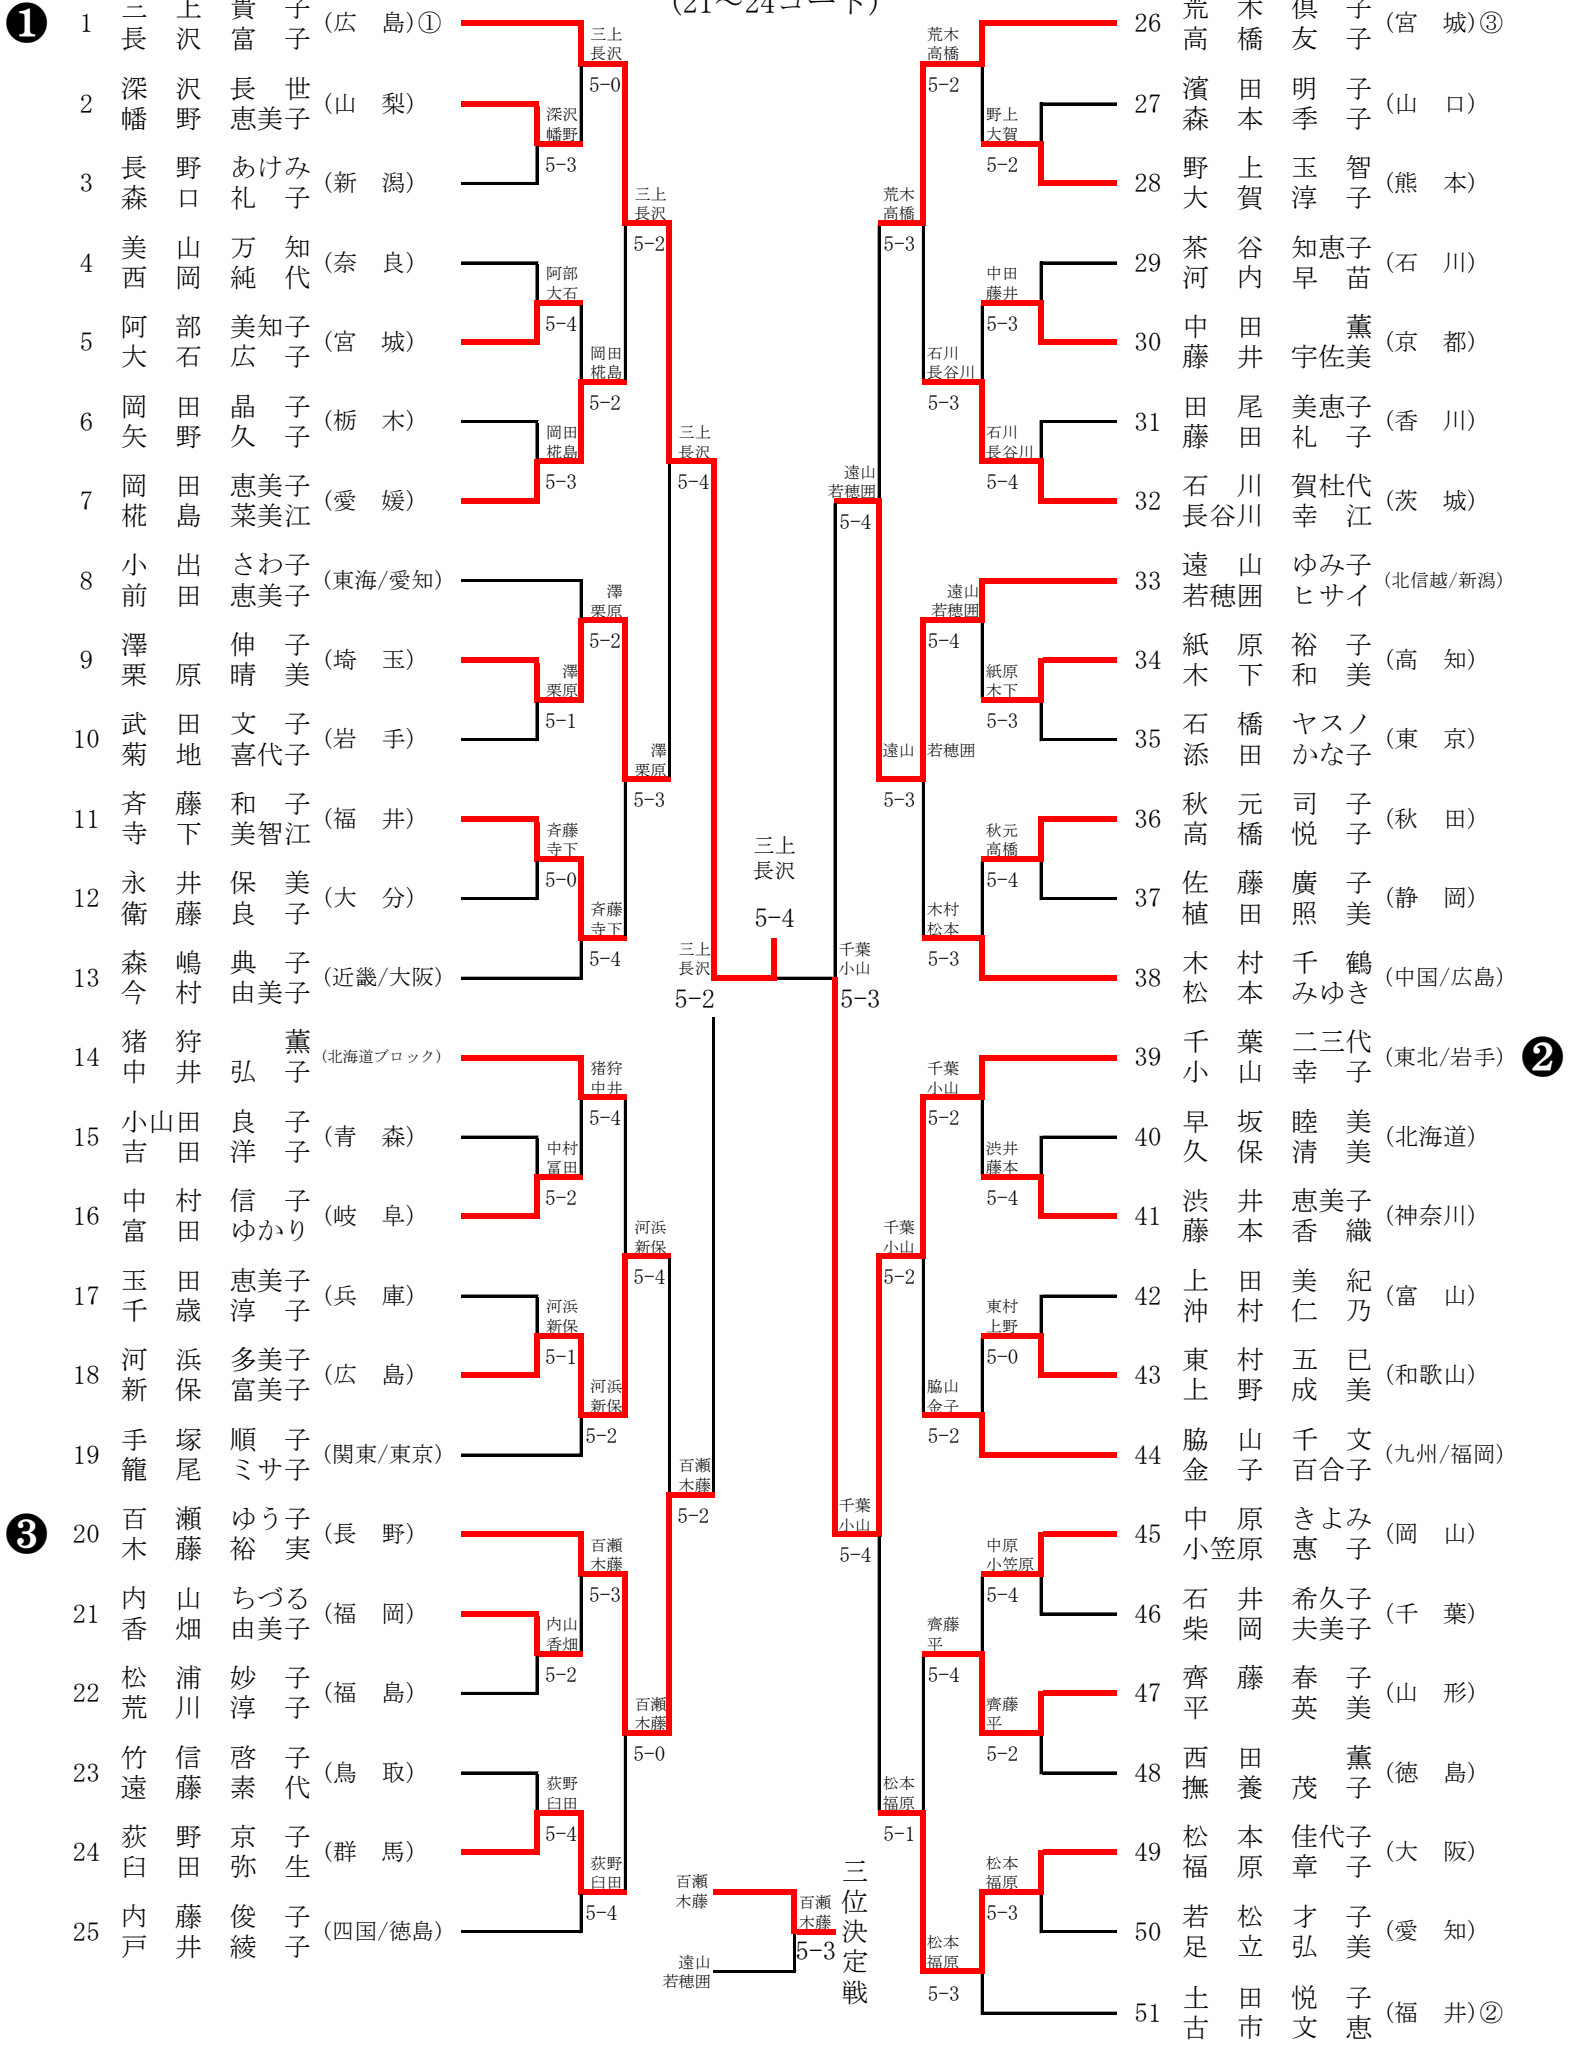 (21～24コート)
❶ 1 三上貴子 長沢富子 (広島)①
2 深沢長世 幡野恵美子 (山梨)
3 長野あけみ 森口礼子 (新潟)
4 美山万知 西岡純代 (奈良)
5 阿部美知子 大石広子 (宮城)
6 岡田晶子 矢野久子 (栃木)
7 岡田恵美子 椛島菜美江 (愛媛)
8 小出さわ子 前田恵美子 (東海/愛知)
9 澤伸子 栗原晴美 (埼玉)
10 武田文子 菊地喜代子 (岩手)
11 斉藤和子 寺下美智江 (福井)
12 永井保美 衛藤良子 (大分)
13 森嶋典子 今村由美子 (近畿/大阪)
14 猪狩薫 中井弘子 (北海道ブロック)
15 小山田良子 吉田洋子 (青森)
16 中村信子 富田ゆかり (岐阜)
17 玉田恵美子 千歳淳子 (兵庫)
18 河浜多美子 新保富美子 (広島)
19 手塚順子 籠尾ミサ子 (関東/東京)
❸ 20 百瀬ゆう子 木藤裕実 (長野)
21 内山ちづる 香畑由美子 (福岡)
22 松浦妙子 荒川淳子 (福島)
23 竹信啓子 遠藤素代 (鳥取)
24 荻野京子 臼田弥生 (群馬)
25 内藤俊子 戸井綾子 (四国/徳島)
深沢 幡野 5-3
阿部 大石 5-4
岡田 椛島 5-3
澤 栗原 5-1
斉藤 寺下 5-0
中村 冨田 5-2
河浜 新保 5-1
内山 香畑 5-2
荻野 臼田 5-4
三上 長沢 5-0
岡田 椛島 5-2
澤 栗原 5-2
斉藤 寺下 5-4
猪狩 中井 5-4
河浜 新保 5-2
百瀬 木藤 5-3
荻野 臼田 5-4
三上 長沢 5-2
澤 栗原 5-3
河浜 新保 5-4
百瀬 木藤 5-0
三上 長沢 5-4
百瀬 木藤 5-2
三上 長沢 5-2
三上 長沢 5-4
千葉 小山 5-3
遠山 若穂囲 5-4
千葉 小山 5-4
荒木 高橋 5-3
遠山 若穂囲 5-3
千葉 小山 5-2
松本 福原 5-1
荒木 高橋 5-2
石川 長谷川 5-3
遠山 若穂囲 5-4
木村 松本 5-3
千葉 小山 5-2
脇山 金子 5-2
齊藤 平 5-4
松本 福原 5-3
野上 大賀 5-2
中田 藤井 5-3
石川 長谷川 5-4
紙原 木下 5-3
秋元 高橋 5-4
渋井 藤本 5-4
東村 上野 5-0
中原 小笠原 5-4
齊藤 平 5-2
松本 福原 5-3
百瀬 木藤
遠山 若穂囲
百瀬 木藤 5-3
三位決定戦
26 荒木倶子 高橋友子 (宮城)③
27 濱田明子 森本季子 (山口)
28 野上玉智 大賀淳子 (熊本)
29 茶谷知恵子 河内早苗 (石川)
30 中田薫 藤井宇佐美 (京都)
31 田尾美恵子 藤田礼子 (香川)
32 石川賀杜代 長谷川幸江 (茨城)
33 遠山ゆみ子 若穂囲ヒサイ (北信越/新潟)
34 紙原裕子 木下和美 (高知)
35 石橋ヤスノ 添田かな子 (東京)
36 秋元司子 高橋悦子 (秋田)
37 佐藤廣子 植田照美 (静岡)
38 木村千鶴 松本みゆき (中国/広島)
39 千葉二三代 小山幸子 (東北/岩手) ❷
40 早坂睦美 久保清美 (北海道)
41 渋井恵美子 藤本香織 (神奈川)
42 上田美紀 沖村仁乃 (富山)
43 東村五已 上野成美 (和歌山)
44 脇山千文 金子百合子 (九州/福岡)
45 中原きよみ 小笠原惠子 (岡山)
46 石井希久子 柴岡夫美子 (千葉)
47 齊藤春子 平英美 (山形)
48 西田薫 撫養茂子 (徳島)
49 松本佳代子 福原章子 (大阪)
50 若松才子 足立弘美 (愛知)
51 土田悦子 古市文恵 (福井)②